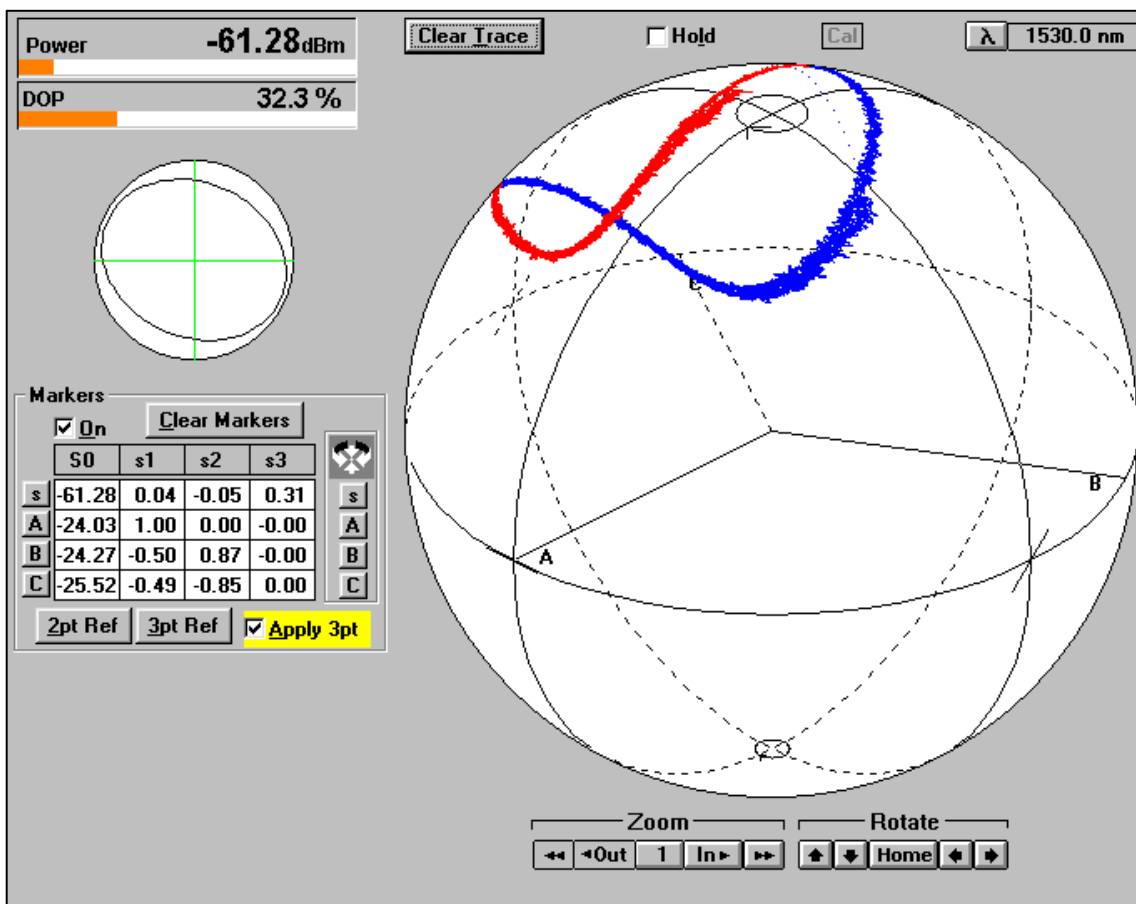 Power -61.28dBm
DOP 32.3 %
Clear Trace
Hold
Cal
λ 1530.0 nm
C
A
B
Markers
On
Clear Markers
S0 s1 s2 s3
s -61.28 0.04 -0.05 0.31 s
A -24.03 1.00 0.00 -0.00 A
B -24.27 -0.50 0.87 -0.00 B
C -25.52 -0.49 -0.85 0.00 C
2pt Ref 3pt Ref Apply 3pt
Zoom Rotate
Out 1 In Home